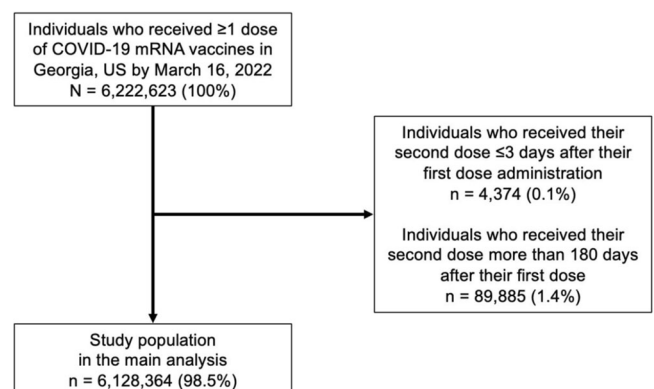 Individuals who received ≥1 dose
of COVID-19 mRNA vaccines in
Georgia, US by March 16, 2022
N = 6,222,623 (100%)
Individuals who received their
second dose ≤3 days after their
first dose administration
n = 4,374 (0.1%)
Individuals who received their
second dose more than 180 days
after their first dose
n = 89,885 (1.4%)
Study population
in the main analysis
n = 6,128,364 (98.5%)